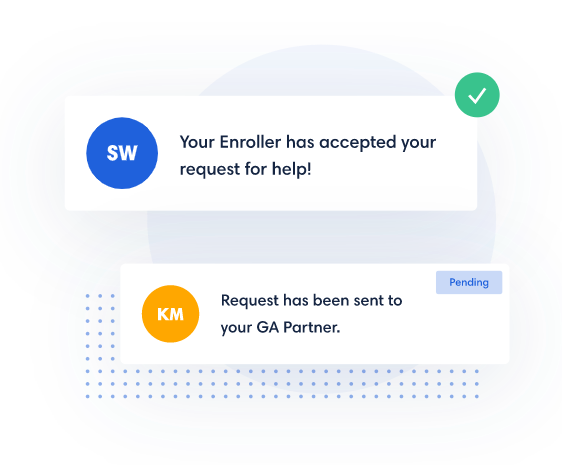 SW
Your Enroller has accepted your
request for help!
Pending
KM
Request has been sent to
your GA Partner.